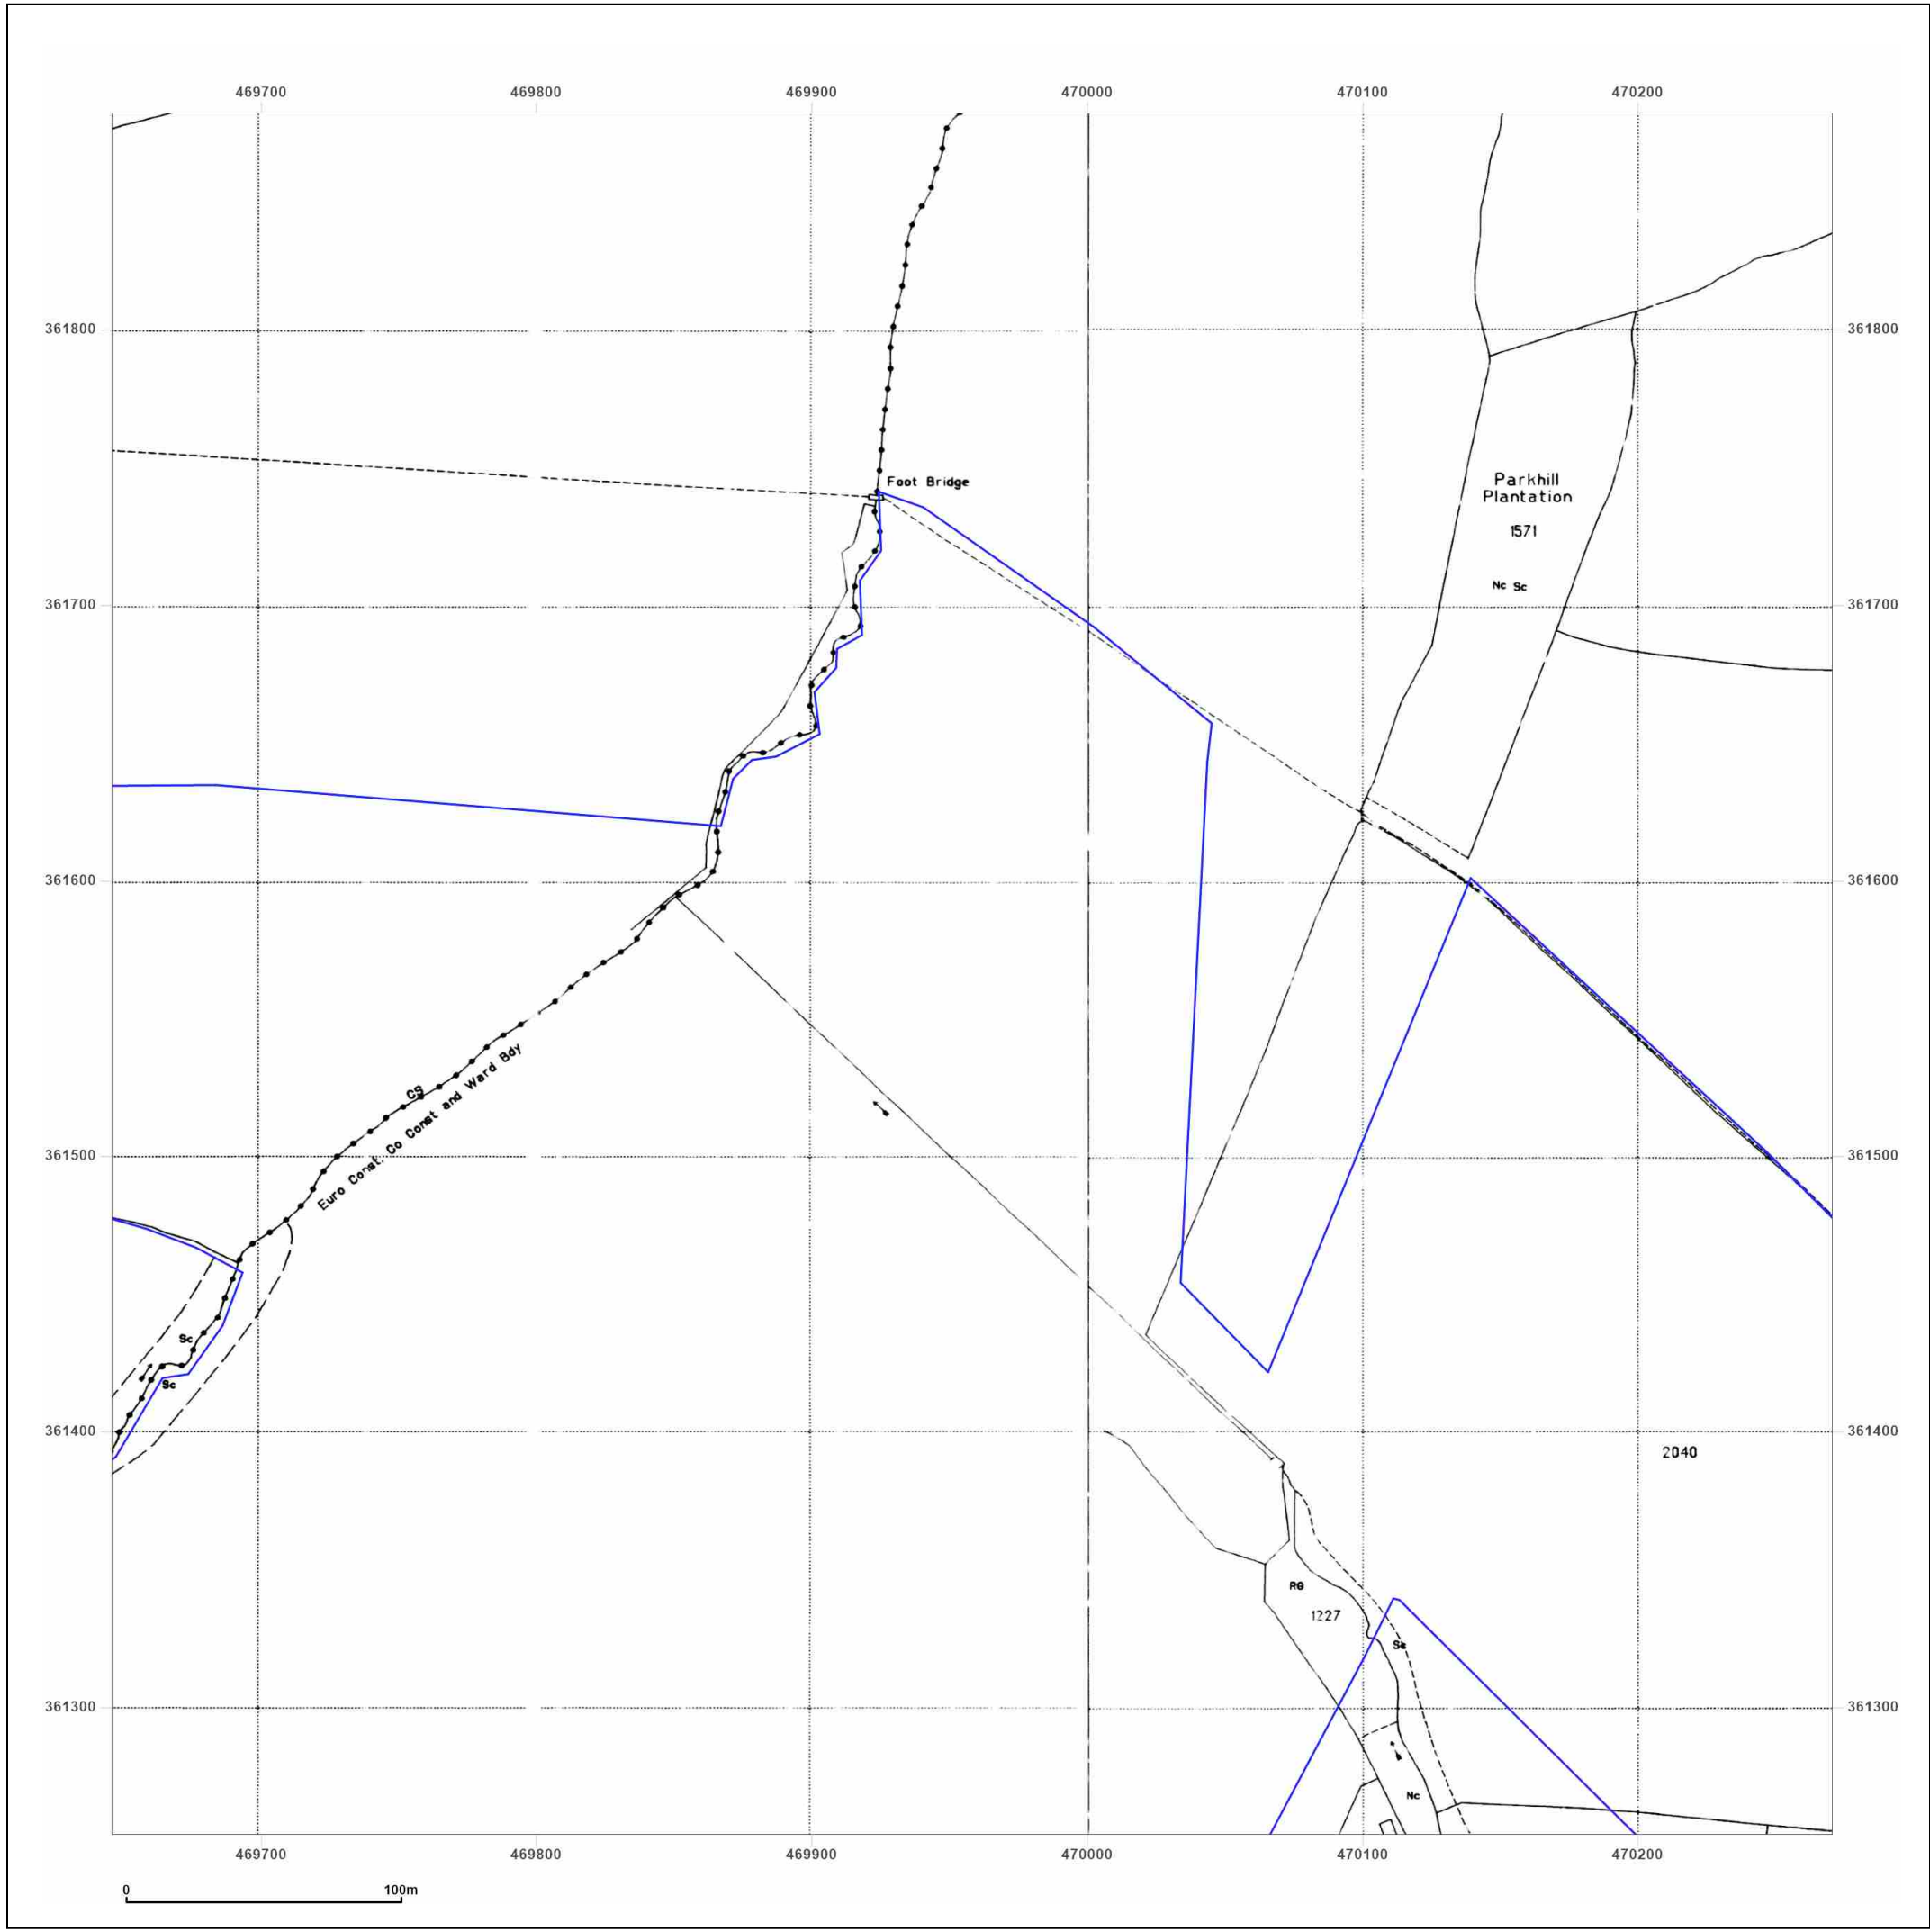 469700 469800 469900 470000 470100 470200
361800 361800
Foot Bridge
Parkhill
Plantation
1571
Nc Sc
361700 361700
361600 361600
CS
Euro Const, Co Const and Ward Bdy
361500 361500
Sc
Sc
361400 361400
2040
1227
Sc
361300 361300
Nc
469700 469800 469900 470000 470100 470200
0 100m